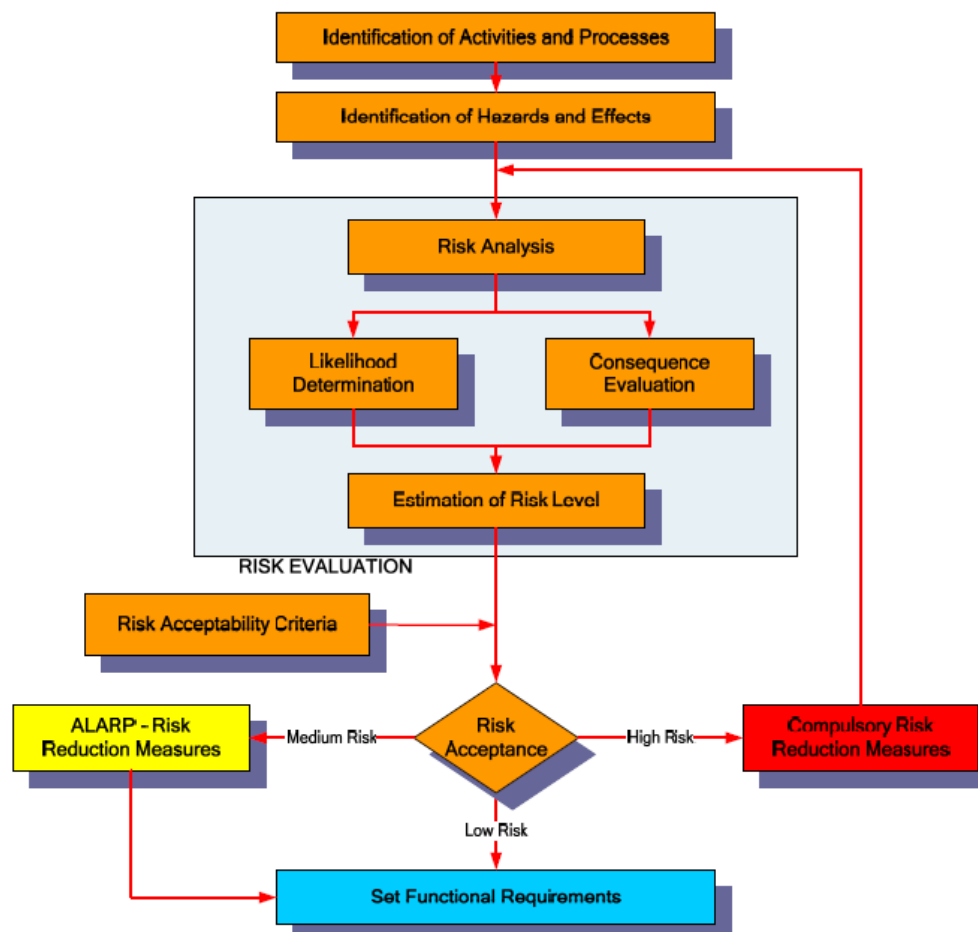 Identification of Activities and Processes
Identification of Hazards and Effects
Risk Analysis
Likelihood
Determination
Consequence
Evaluation
Estimation of Risk Level
RISK EVALUATION
Risk Acceptability Criteria
ALARP - Risk
Reduction Measures
Medium Risk
Risk
Acceptance
High Risk
Compulsory Risk
Reduction Measures
Low Risk
Set Functional Requirements